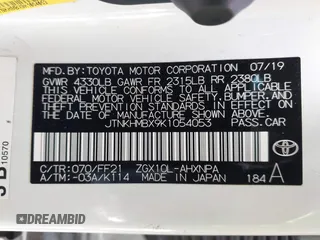 MFD.BY:TOYOTA MOTOR CORPORATION 07/19
GVWR 4330LB GAWR FR 2315LB RR 2380LB
THIS VEHICLE CONFORMS TO ALL APPLICABLE
FEDERAL MOTOR VEHICLE SAFETY, BUMPER, AND
THEFT PREVENTION STANDARDS IN EFFECT ON
THE DATE OF MANUFACTURE SHOWN ABOVE.
JTNKHMBX9K1054053 PASS.CAR
C/TR:070/FF21 ZGX10L-AHXNPA
A/TM:-03A/K114 MADE IN JAPAN 184 A
TOYOTA
10570
DREAMBID